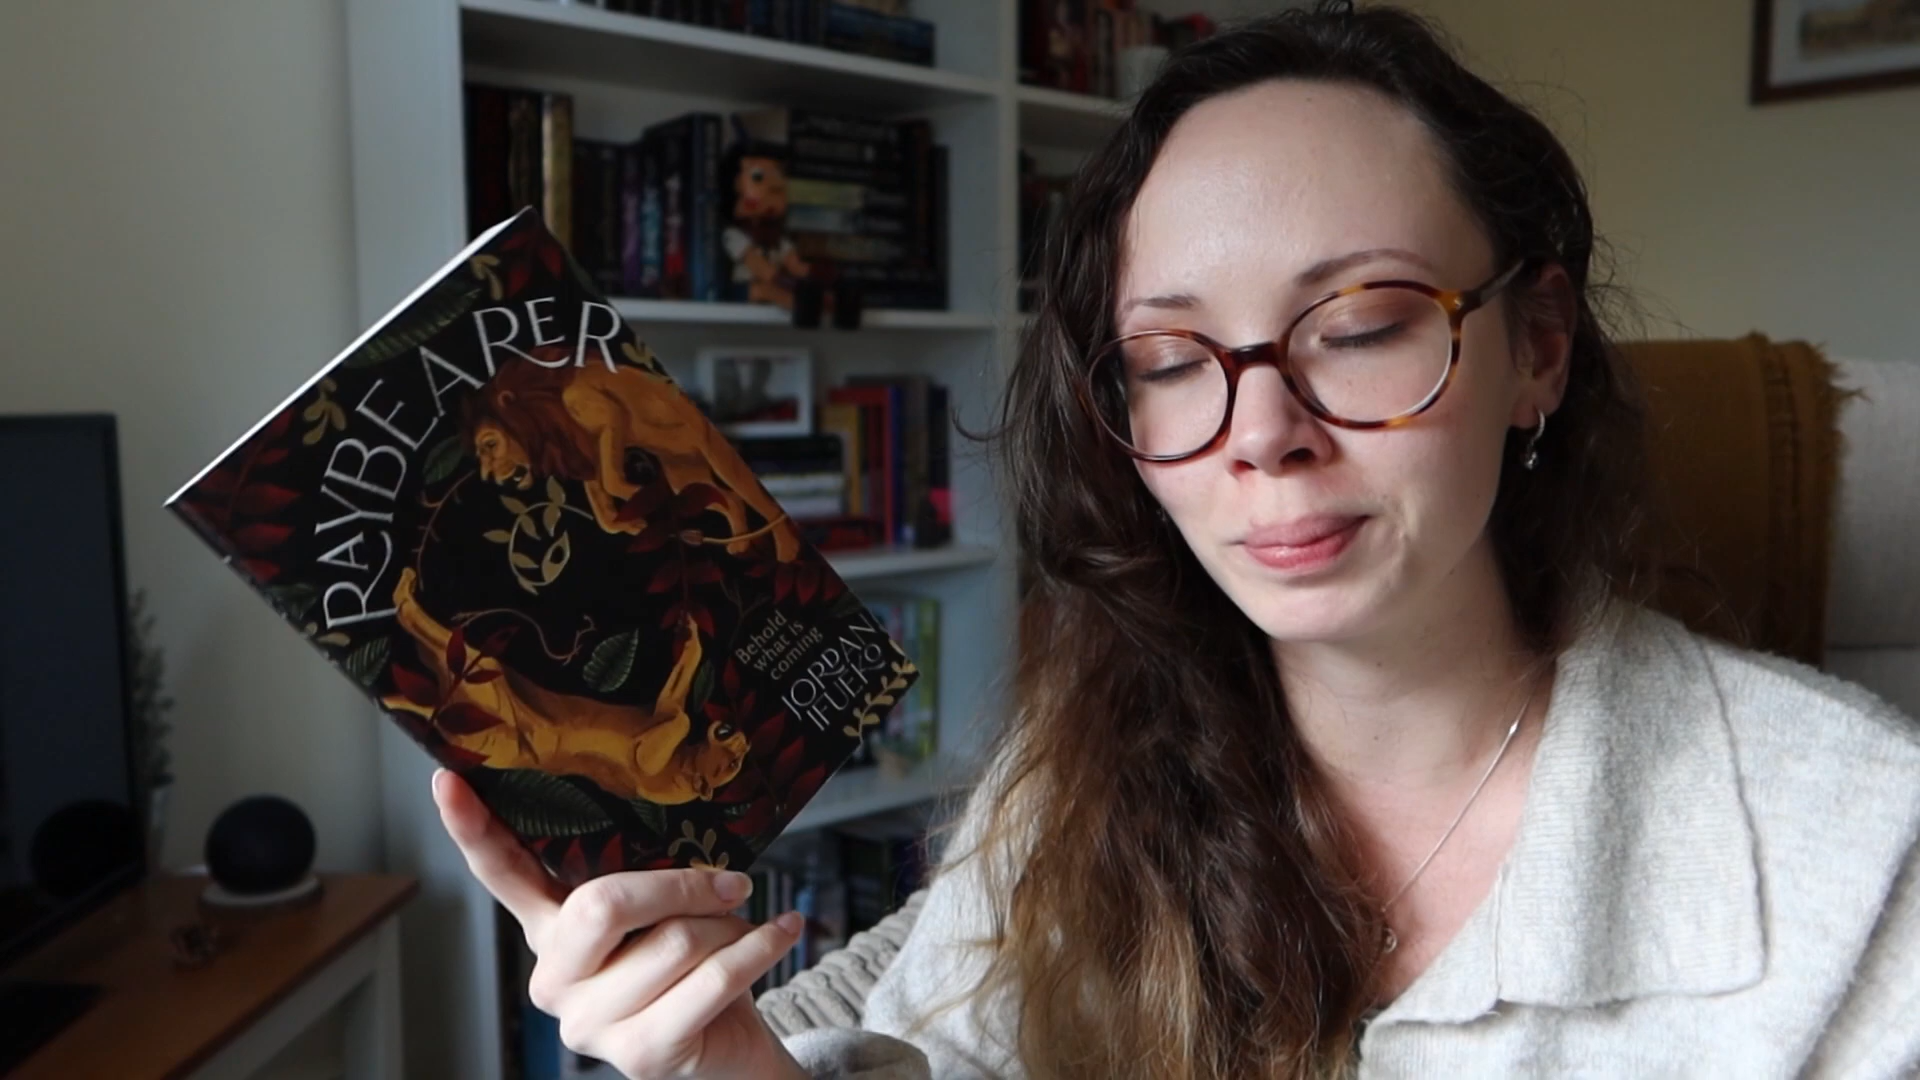 RAYBEARER
Behold
what is
coming
JORDAN
IFUEKO